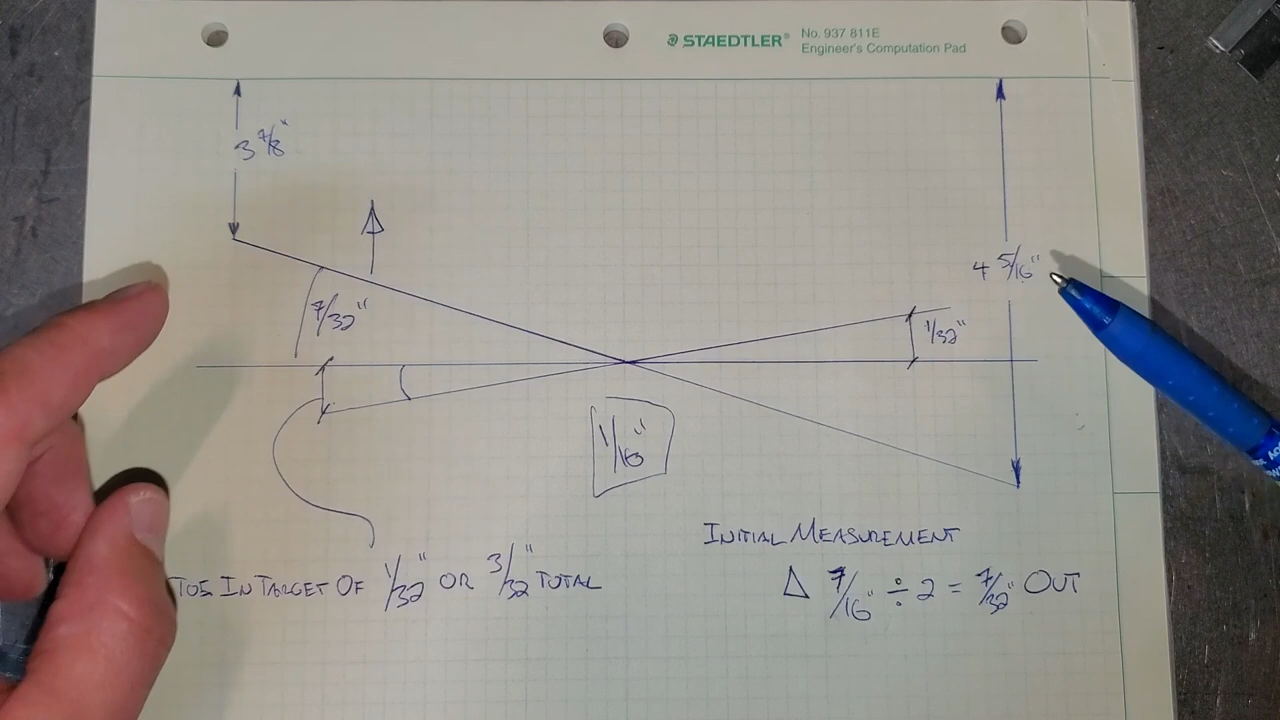 STAEDTLER® No. 937 811E
Engineer's Computation Pad
3 7/8"
4 5/16"
7/32"
1/32"
1/16"
INITIAL MEASUREMENT
TOE IN TARGET OF 1/32" OR 3/32" TOTAL
Δ 7/16" ÷ 2 = 7/32" OUT